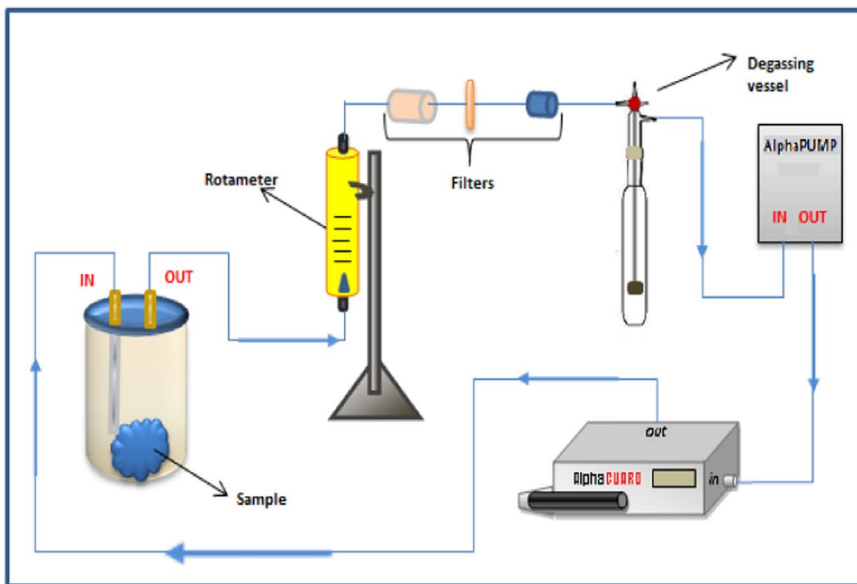 Degassing
vessel
AlphaPUMP
IN OUT
Rotameter
Filters
IN
OUT
out
AlphaGUARD
in
Sample